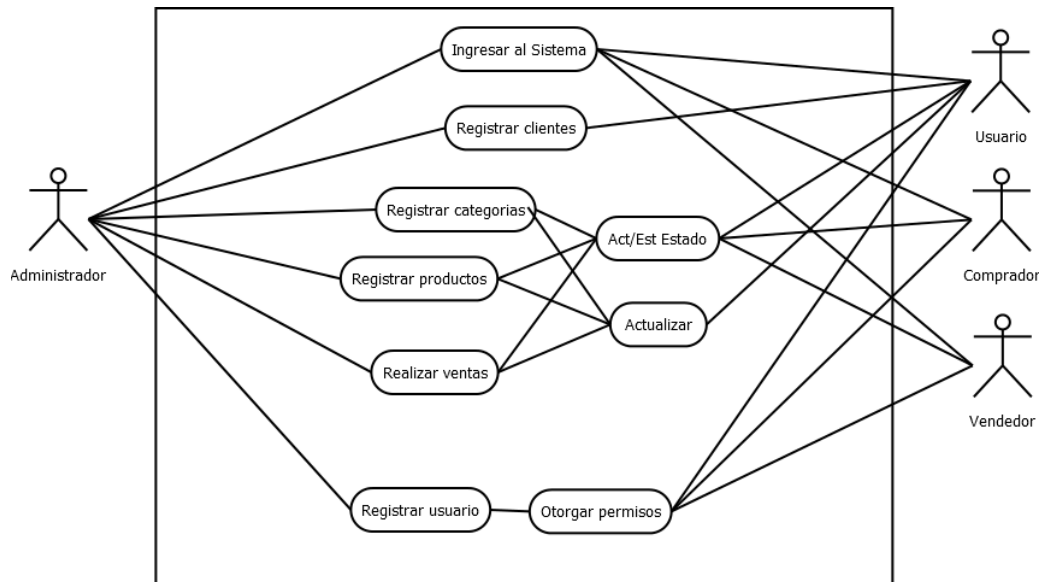 Ingresar al Sistema
Usuario
Registrar clientes
Administrador
Registrar categorias
Act/Est Estado
Comprador
Registrar productos
Actualizar
Realizar ventas
Vendedor
Registrar usuario
Otorgar permisos